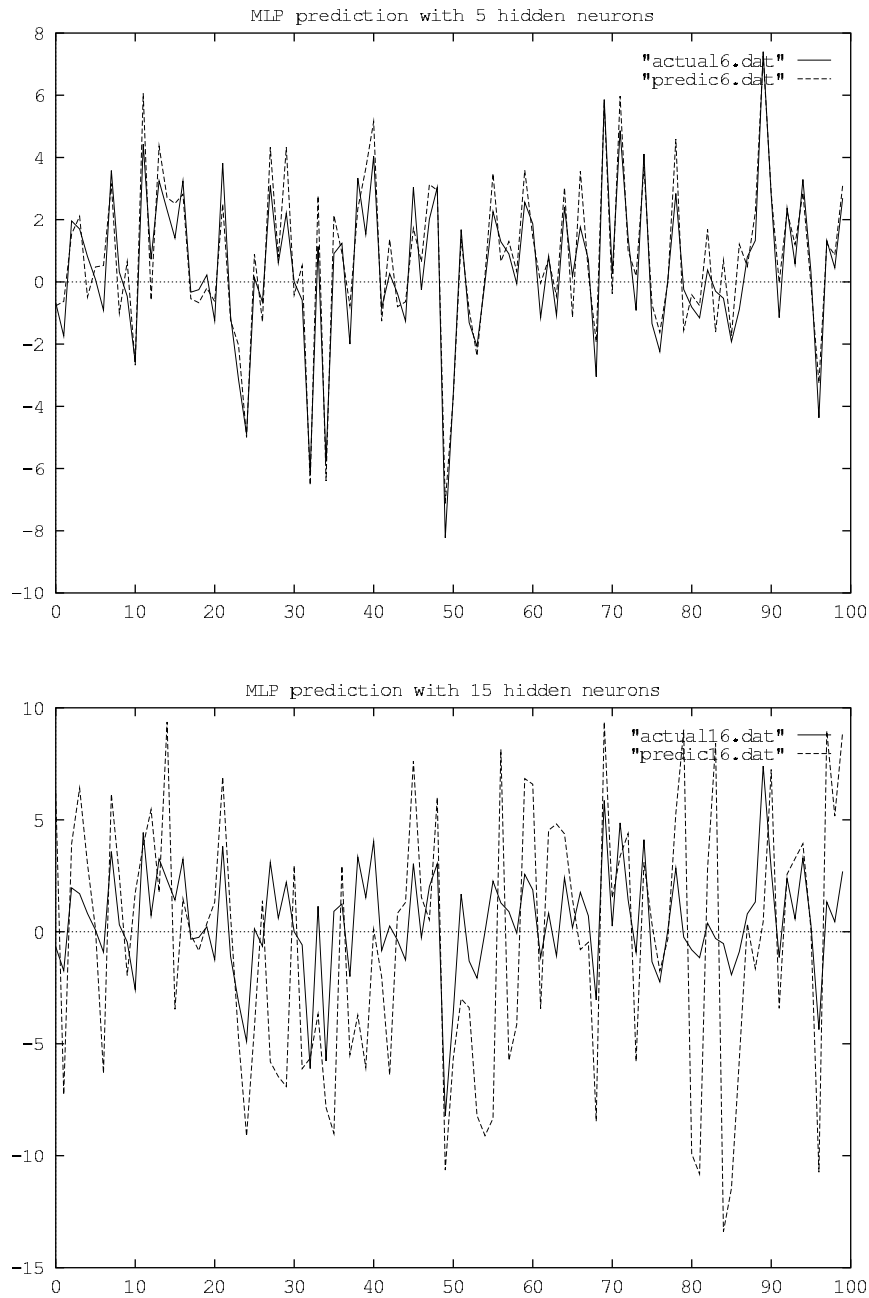 MLP prediction with 5 hidden neurons
8
"actual6.dat"
"predic6.dat"
6
4
2
0
-2
-4
-6
-8
-10
0 10 20 30 40 50 60 70 80 90 100
MLP prediction with 15 hidden neurons
10
"actual16.dat"
"predic16.dat"
5
0
-5
-10
-15
0 10 20 30 40 50 60 70 80 90 100